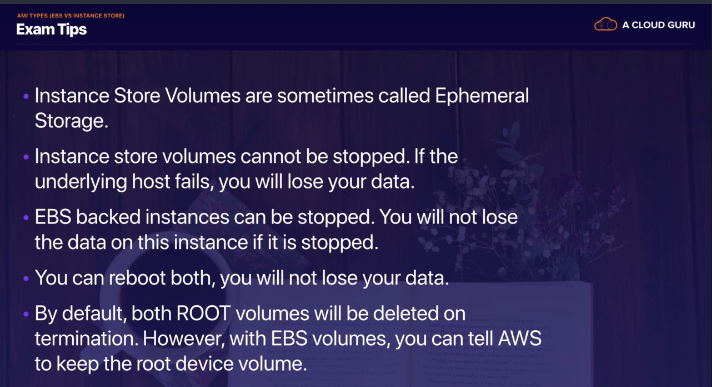 AMI TYPES (EBS VS INSTANCE STORE)
Exam Tips
A CLOUD GURU
• Instance Store Volumes are sometimes called Ephemeral
Storage.
• Instance store volumes cannot be stopped. If the
underlying host fails, you will lose your data.
• EBS backed instances can be stopped. You will not lose
the data on this instance if it is stopped.
• You can reboot both, you will not lose your data.
• By default, both ROOT volumes will be deleted on
termination. However, with EBS volumes, you can tell AWS
to keep the root device volume.